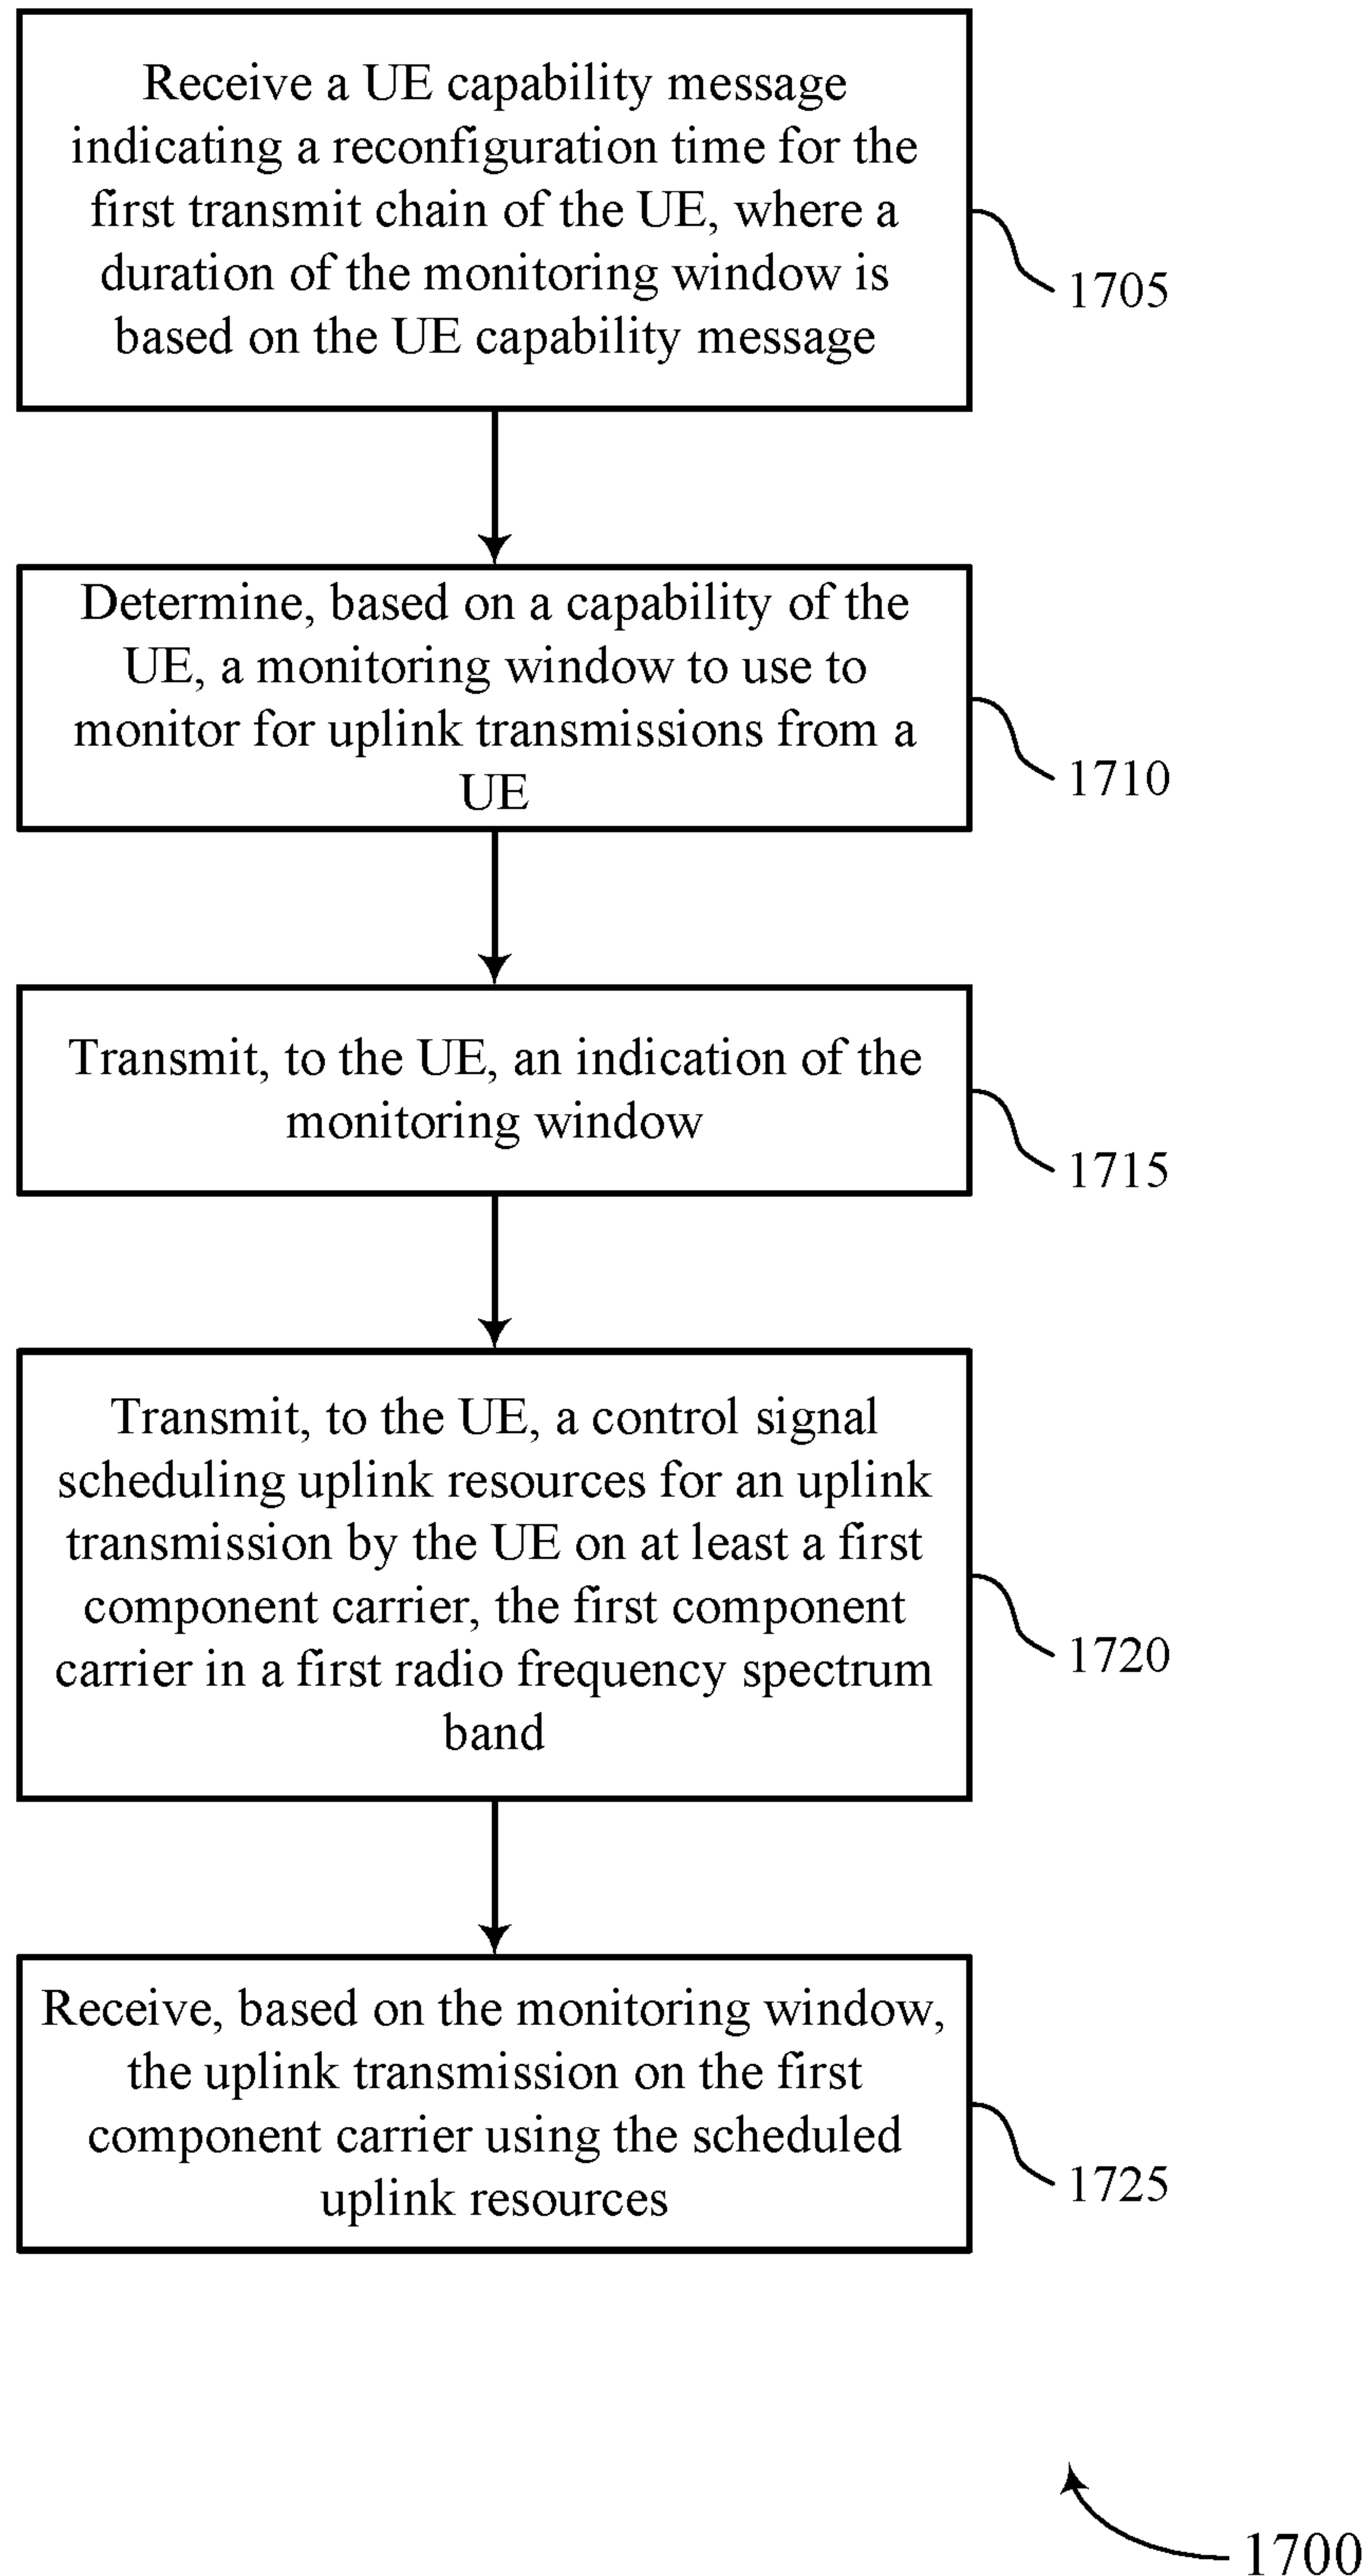 Receive a UE capability message
indicating a reconfiguration time for the
first transmit chain of the UE, where a
duration of the monitoring window is
based on the UE capability message
1705
Determine, based on a capability of the
UE, a monitoring window to use to
monitor for uplink transmissions from a
UE
1710
Transmit, to the UE, an indication of the
monitoring window
1715
Transmit, to the UE, a control signal
scheduling uplink resources for an uplink
transmission by the UE on at least a first
component carrier, the first component
carrier in a first radio frequency spectrum
band
1720
Receive, based on the monitoring window,
the uplink transmission on the first
component carrier using the scheduled
uplink resources
1725
1700